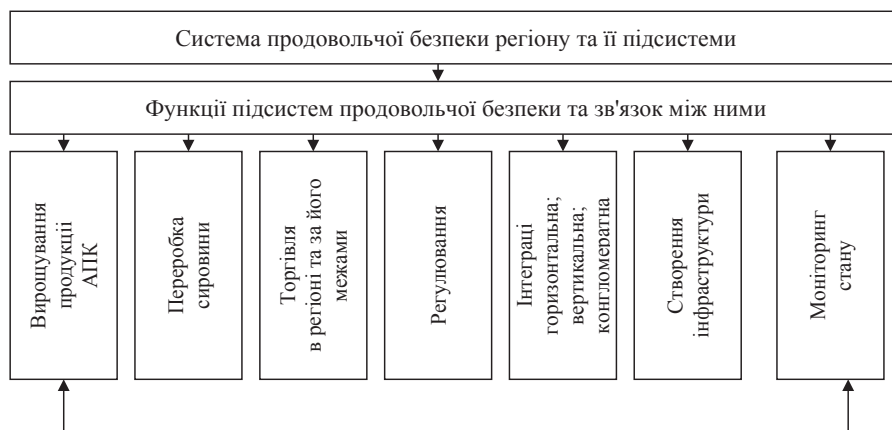 Система продовольчої безпеки регіону та її підсистеми
Функції підсистем продовольчої безпеки та зв'язок між ними
Вирощування
продукції
АПК
Переробка
сировини
Торгівля
в регіоні та за його
межами
Регулювання
Інтеграці
горизонтальна;
вертикальна;
конгломератна
Створення
інфраструктури
Моніторинг
стану